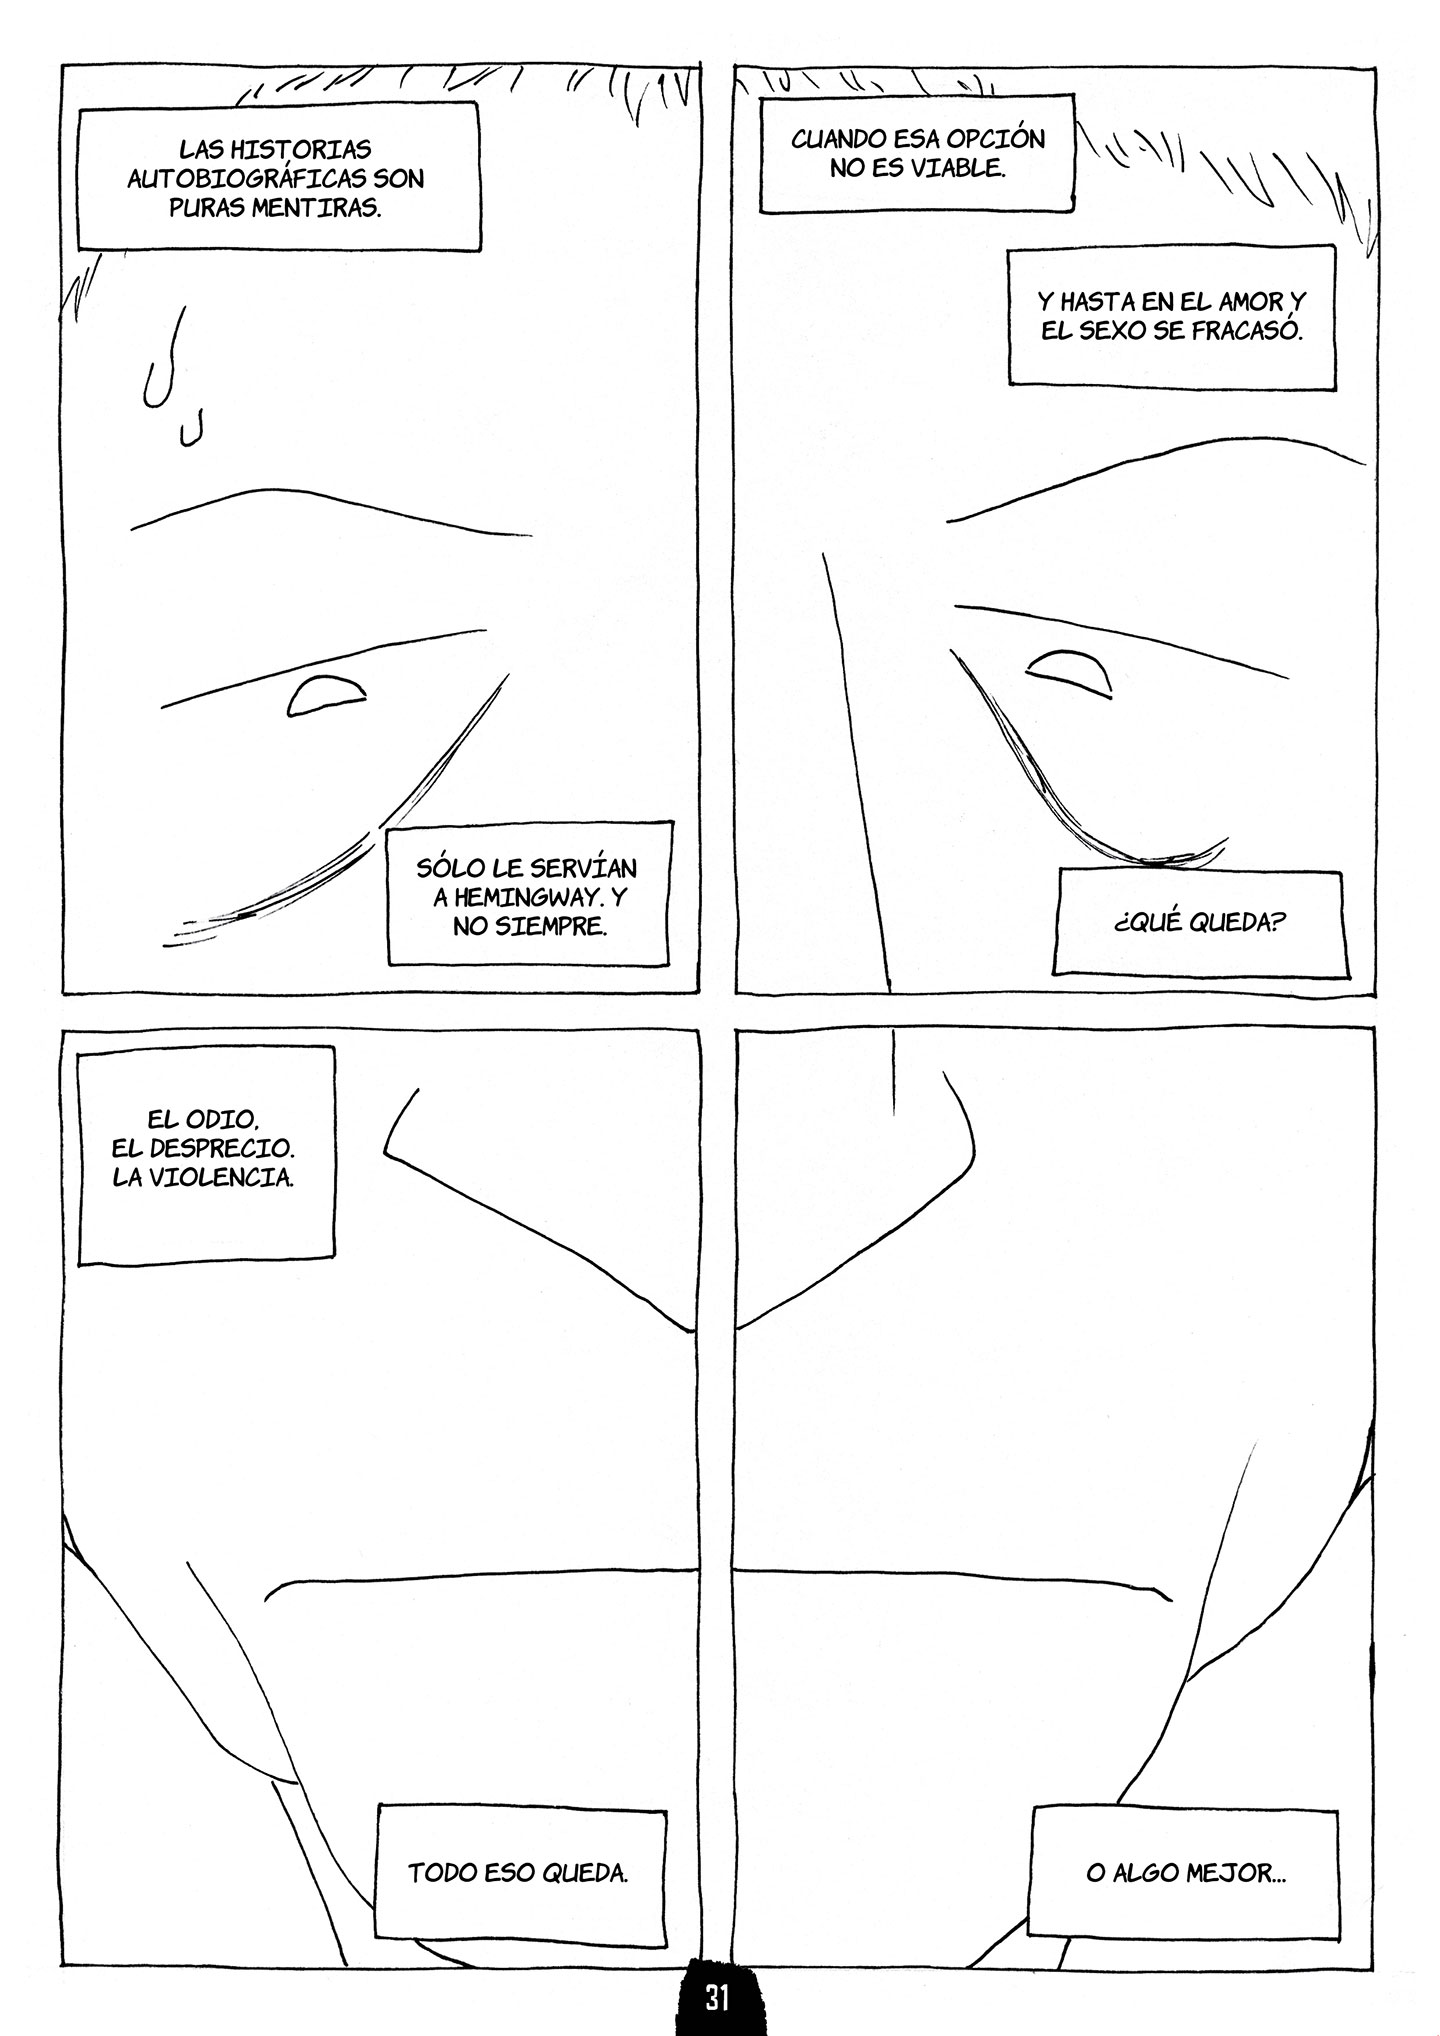 LAS HISTORIAS
AUTOBIOGRÁFICAS SON
PURAS MENTIRAS.
SÓLO LE SERVÍAN
A HEMINGWAY. Y
NO SIEMPRE.
CUANDO ESA OPCIÓN
NO ES VIABLE.
Y HASTA EN EL AMOR Y
EL SEXO SE FRACASÓ.
¿QUÉ QUEDA?
EL ODIO,
EL DESPRECIO.
LA VIOLENCIA.
TODO ESO QUEDA.
O ALGO MEJOR...
31